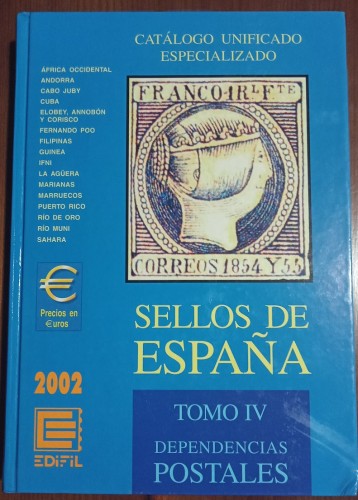 CATÁLOGO UNIFICADO
ESPECIALIZADO
ÁFRICA OCCIDENTAL
ANDORRA
CABO JUBY
CUBA
ELOBEY, ANNOBÓN
Y CORISCO
FERNANDO POO
FILIPINAS
GUINEA
IFNI
LA AGÜERA
MARIANAS
MARRUECOS
PUERTO RICO
RÍO DE ORO
RÍO MUNI
SAHARA
FRANCO 1RL FTE
CORREOS 1854 Y 55
€
Precios en
€uros
SELLOS DE
ESPAÑA
2002
EDIFIL
TOMO IV
DEPENDENCIAS
POSTALES